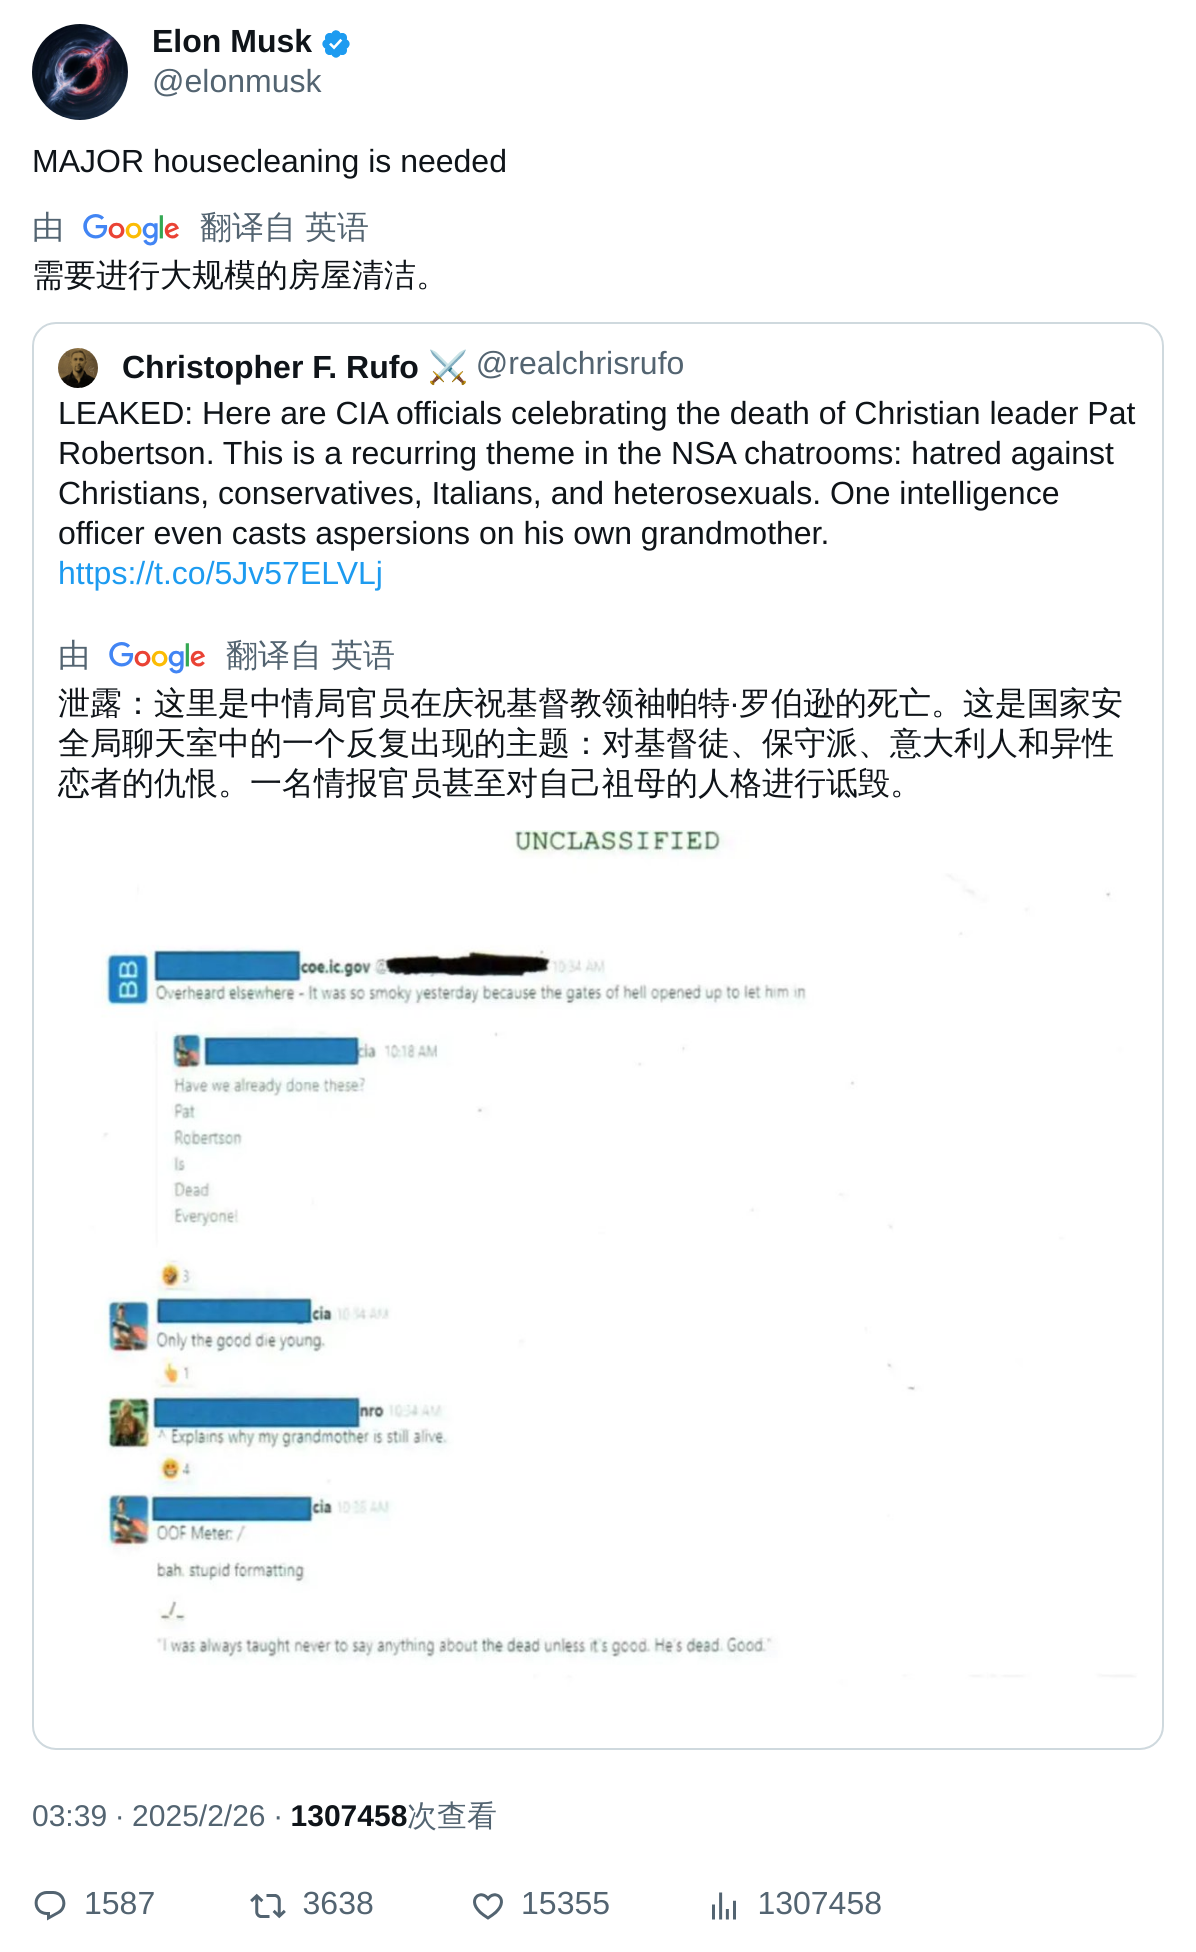 Elon Musk
@elonmusk
MAJOR housecleaning is needed
由 Google 翻译自 英语
需要进行大规模的房屋清洁。
Christopher F. Rufo ⚔️ @realchrisrufo
LEAKED: Here are CIA officials celebrating the death of Christian leader Pat
Robertson. This is a recurring theme in the NSA chatrooms: hatred against
Christians, conservatives, Italians, and heterosexuals. One intelligence
officer even casts aspersions on his own grandmother.
https://t.co/5Jv57ELVLj
由 Google 翻译自 英语
泄露：这里是中情局官员在庆祝基督教领袖帕特·罗伯逊的死亡。这是国家安
全局聊天室中的一个反复出现的主题：对基督徒、保守派、意大利人和异性
恋者的仇恨。一名情报官员甚至对自己祖母的人格进行诋毁。
UNCLASSIFIED
BB
coe.ic.gov @ 10:34 AM
Overheard elsewhere - It was so smoky yesterday because the gates of hell opened up to let him in
cia 10:18 AM
Have we already done these?
Pat
Robertson
Is
Dead
Everyone!
🤣 3
cia 10:34 AM
Only the good die young.
👆 1
nro 10:34 AM
^ Explains why my grandmother is still alive.
😁 4
cia 10:35 AM
OOF Meter: /
bah. stupid formatting
_/_
"I was always taught never to say anything about the dead unless it's good. He's dead. Good."
03:39 · 2025/2/26 · 1307458次查看
1587 3638 15355 1307458